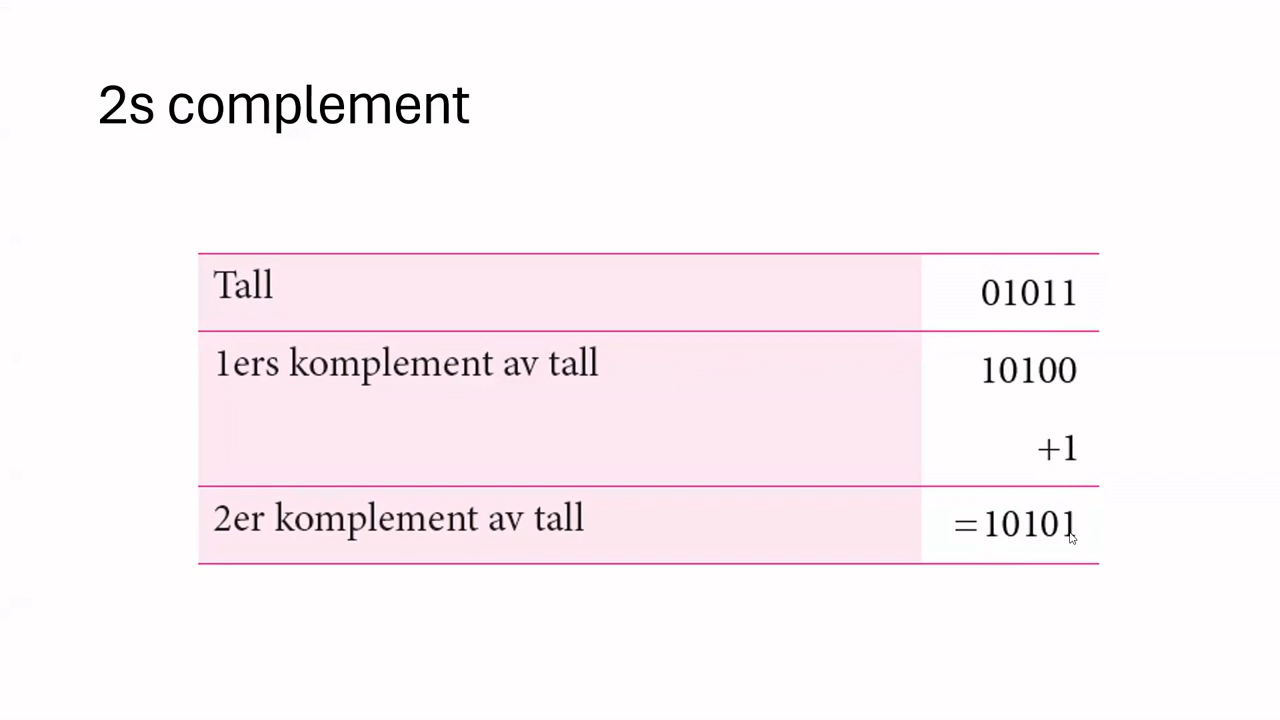 2s complement
Tall 01011
1ers komplement av tall 10100
+1
2er komplement av tall =10101